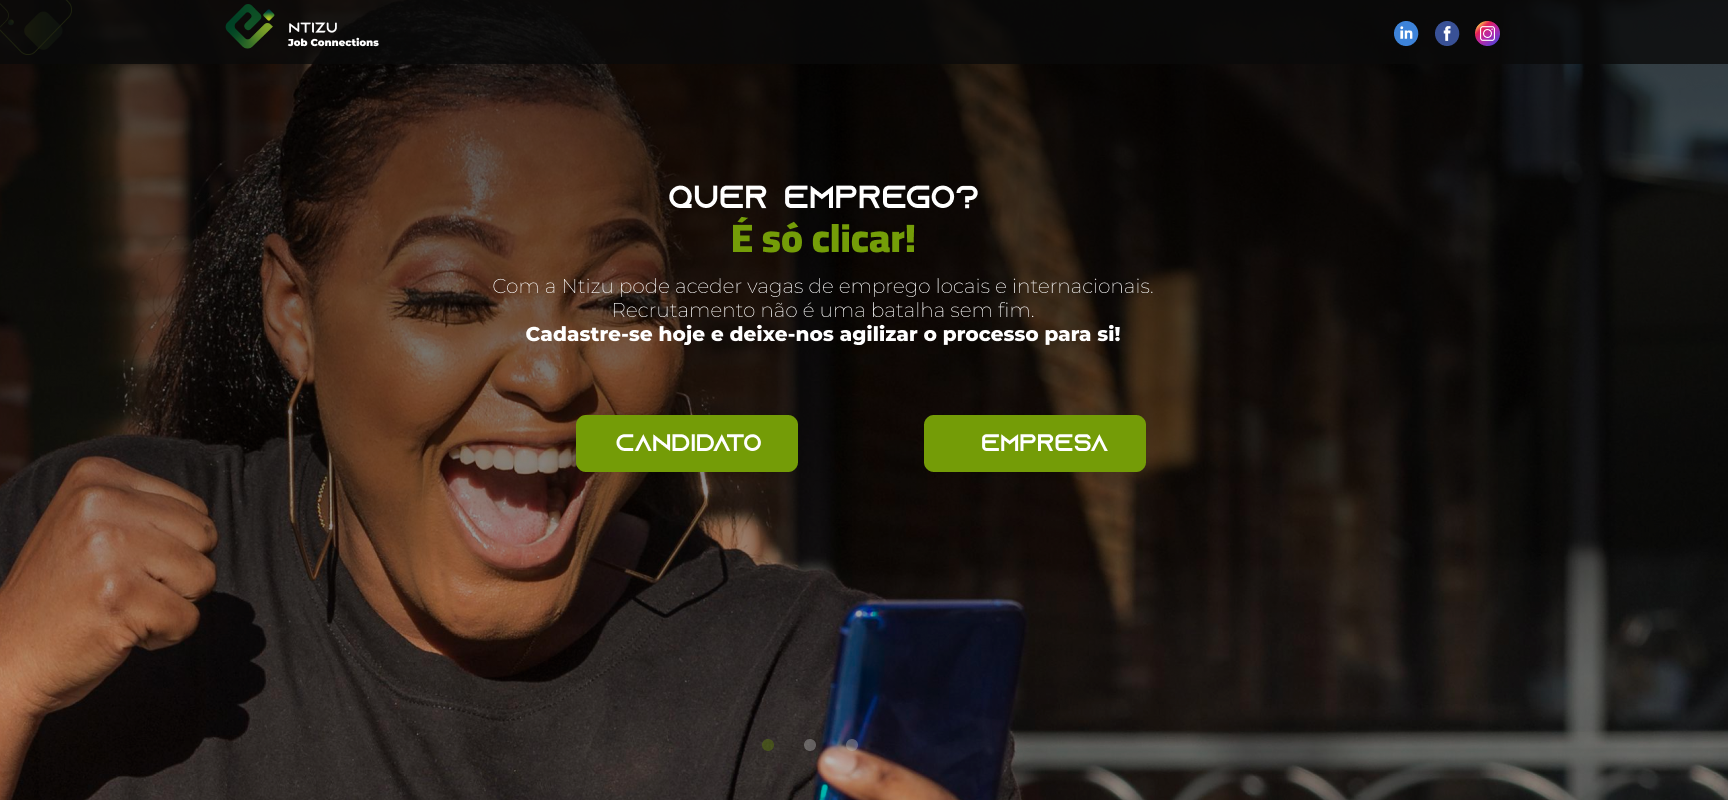 NTIZU
Job Connections
QUER EMPREGO?
É só clicar!
Com a Ntizu pode aceder vagas de emprego locais e internacionais.
Recrutamento não é uma batalha sem fim.
Cadastre-se hoje e deixe-nos agilizar o processo para si!
CANDIDATO
EMPRESA